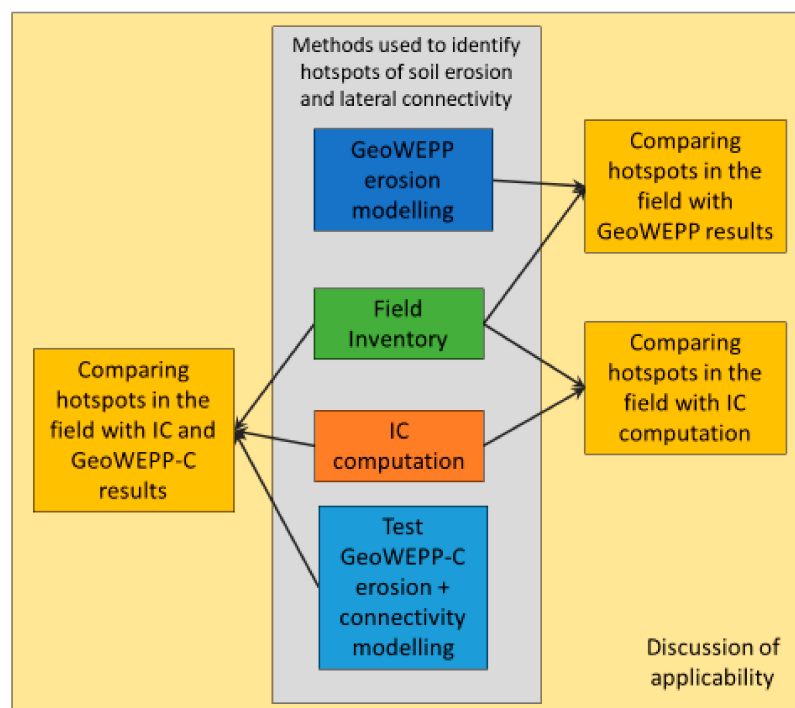 Methods used to identify
hotspots of soil erosion
and lateral connectivity
GeoWEPP
erosion
modelling
Comparing
hotspots in the
field with
GeoWEPP results
Field
Inventory
Comparing
hotspots in the
field with IC
computation
Comparing
hotspots in the
field with IC and
GeoWEPP-C
results
IC
computation
Test
GeoWEPP-C
erosion +
connectivity
modelling
Discussion of
applicability